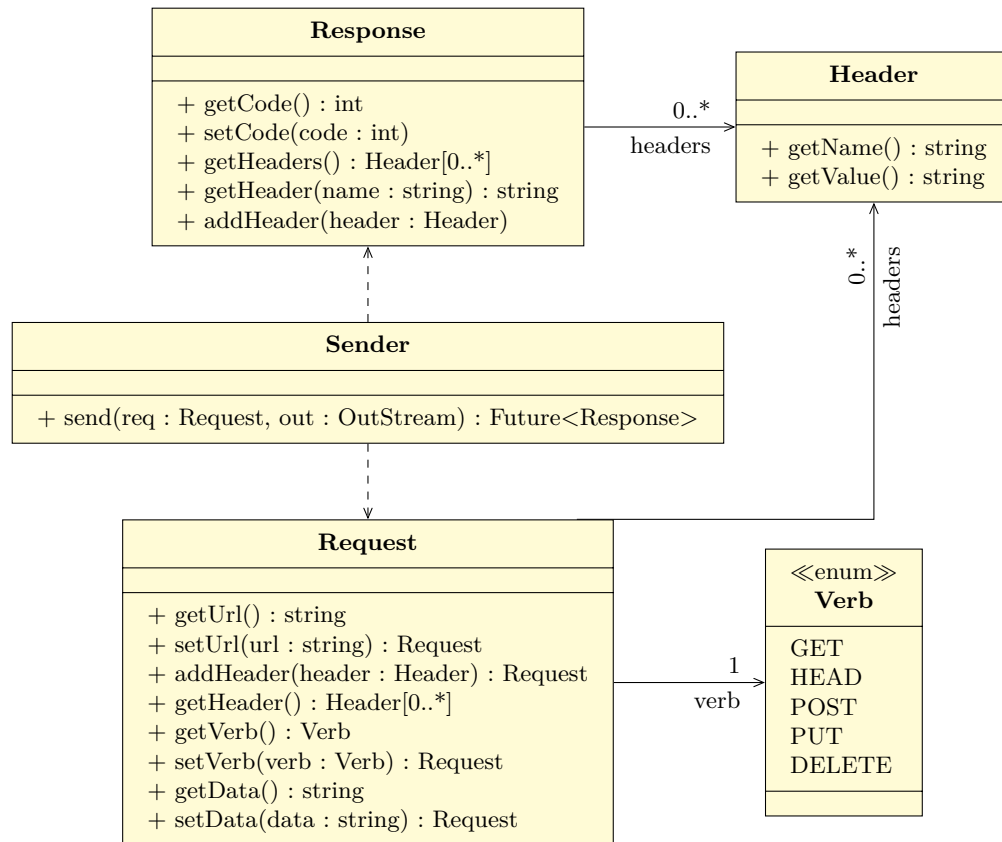 Response
+ getCode() : int
+ setCode(code : int)
+ getHeaders() : Header[0..*]
+ getHeader(name : string) : string
+ addHeader(header : Header)
0..*
headers
Header
+ getName() : string
+ getValue() : string
0..*
headers
Sender
+ send(req : Request, out : OutStream) : Future<Response>
Request
+ getUrl() : string
+ setUrl(url : string) : Request
+ addHeader(header : Header) : Request
+ getHeader() : Header[0..*]
+ getVerb() : Verb
+ setVerb(verb : Verb) : Request
+ getData() : string
+ setData(data : string) : Request
1
verb
≪enum≫
Verb
GET
HEAD
POST
PUT
DELETE